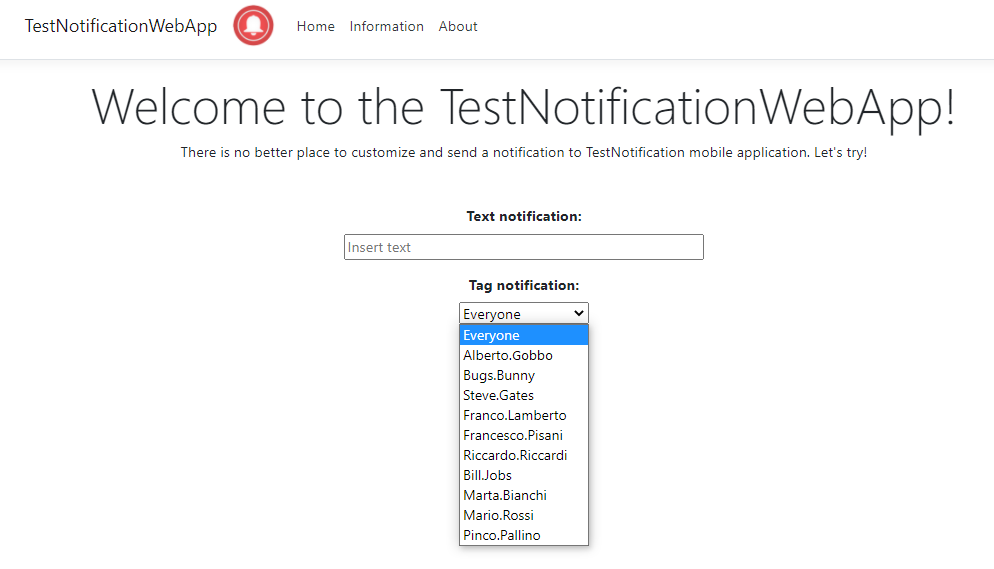 TestNotificationWebApp Home Information About
Welcome to the TestNotificationWebApp!
There is no better place to customize and send a notification to TestNotification mobile application. Let's try!
Text notification:
Insert text
Tag notification:
Everyone
Everyone
Alberto.Gobbo
Bugs.Bunny
Steve.Gates
Franco.Lamberto
Francesco.Pisani
Riccardo.Riccardi
Bill.Jobs
Marta.Bianchi
Mario.Rossi
Pinco.Pallino